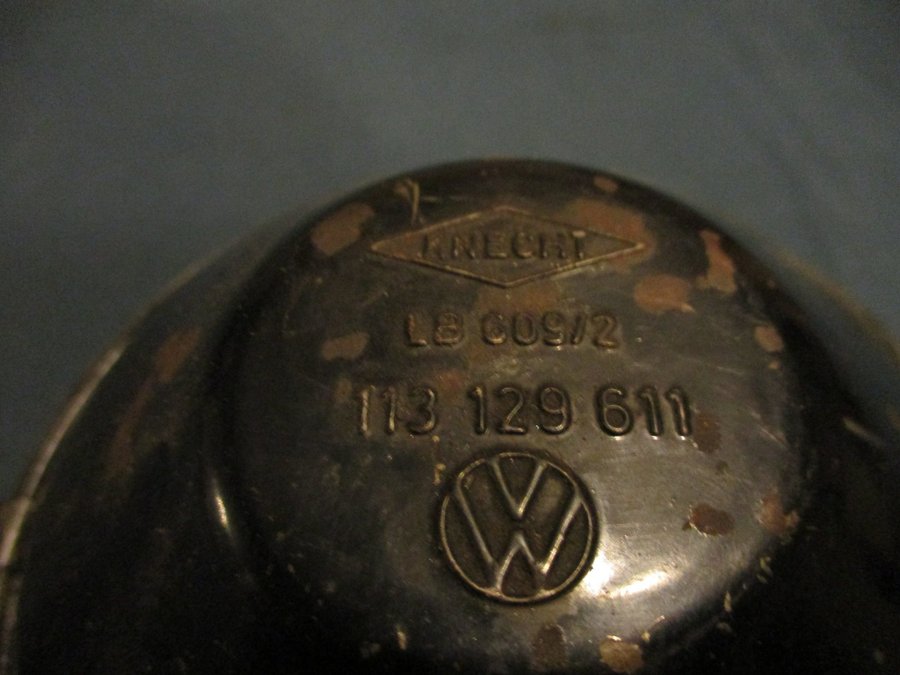 KNECHT
LB 609/2
113 129 611
VW